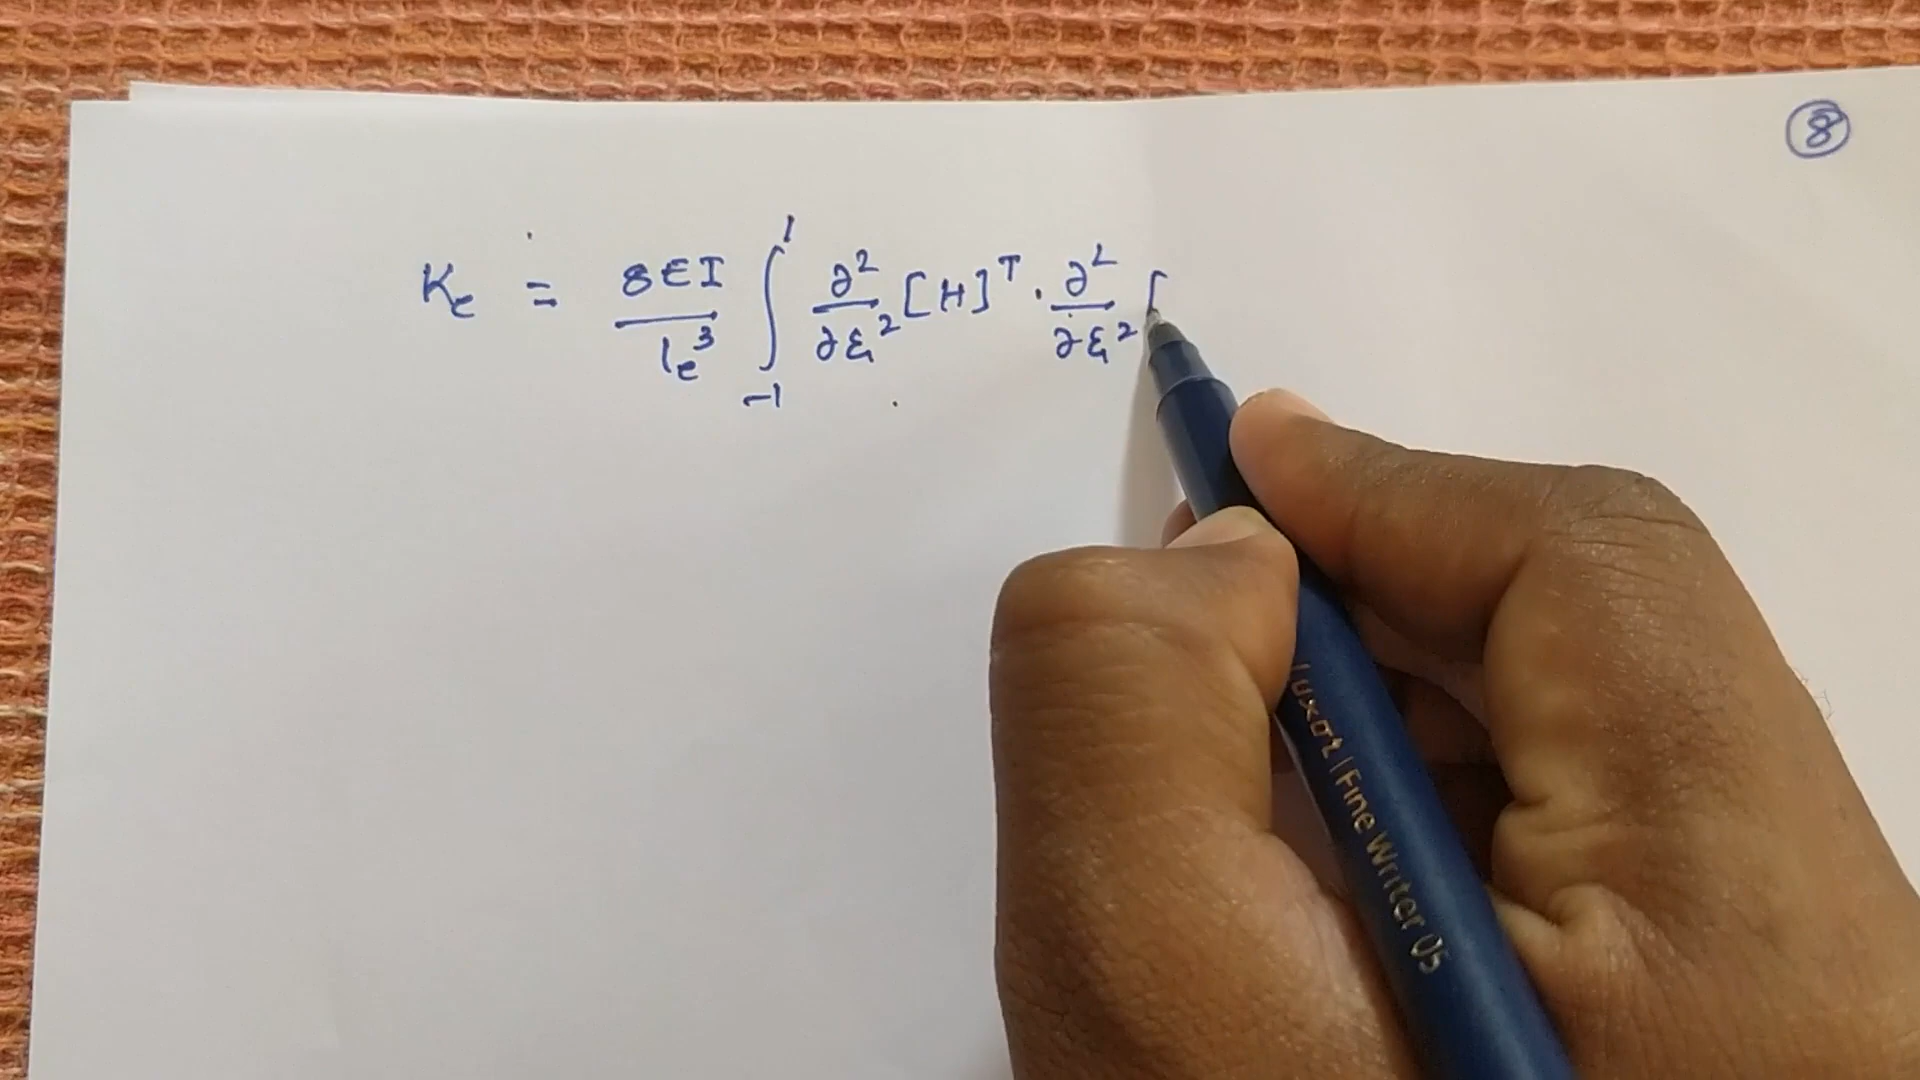 ⑧
Ke = 8EI/le³ ∫₋₁¹ ∂²/∂ξ² [H]ᵀ · ∂²/∂ξ² [
luxor | Fine Writer 05